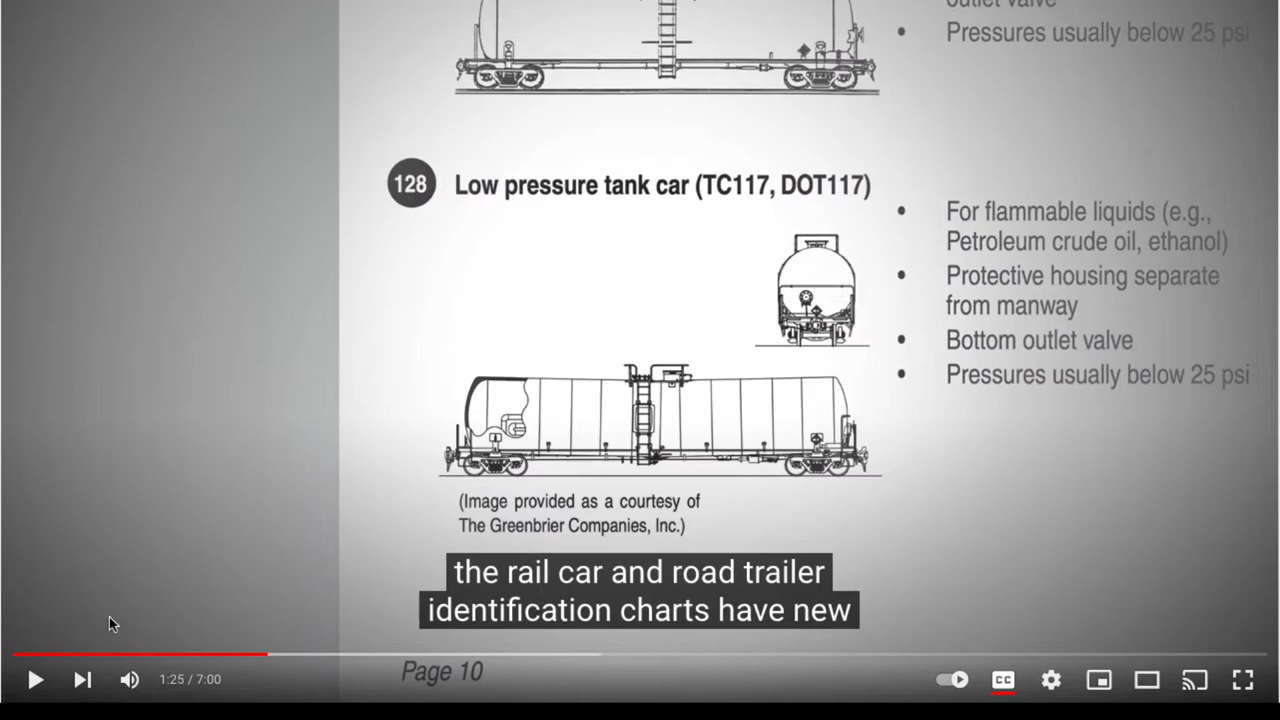 outlet valve
• Pressures usually below 25 psi
128 Low pressure tank car (TC117, DOT117)
• For flammable liquids (e.g.,
Petroleum crude oil, ethanol)
• Protective housing separate
from manway
• Bottom outlet valve
• Pressures usually below 25 psi
(Image provided as a courtesy of
The Greenbrier Companies, Inc.)
the rail car and road trailer
identification charts have new
Page 10
1:25 / 7:00
CC